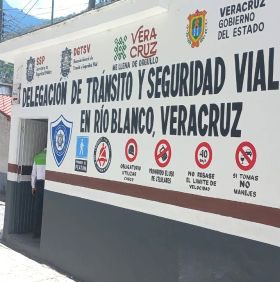 SSP
DGTSV
VERA
CRUZ
ME LLENA DE ORGULLO
VERACRUZ
GOBIERNO
DEL ESTADO
DELEGACIÓN DE TRÁNSITO Y SEGURIDAD VIAL
EN RÍO BLANCO, VERACRUZ
OBLIGATORIO
UTILIZAR
CASCO
PROHIBIDO EL USO
DE CELULARES
40
NO REBASE
EL LIMITE DE
VELOCIDAD
SI TOMAS
NO
MANEJES